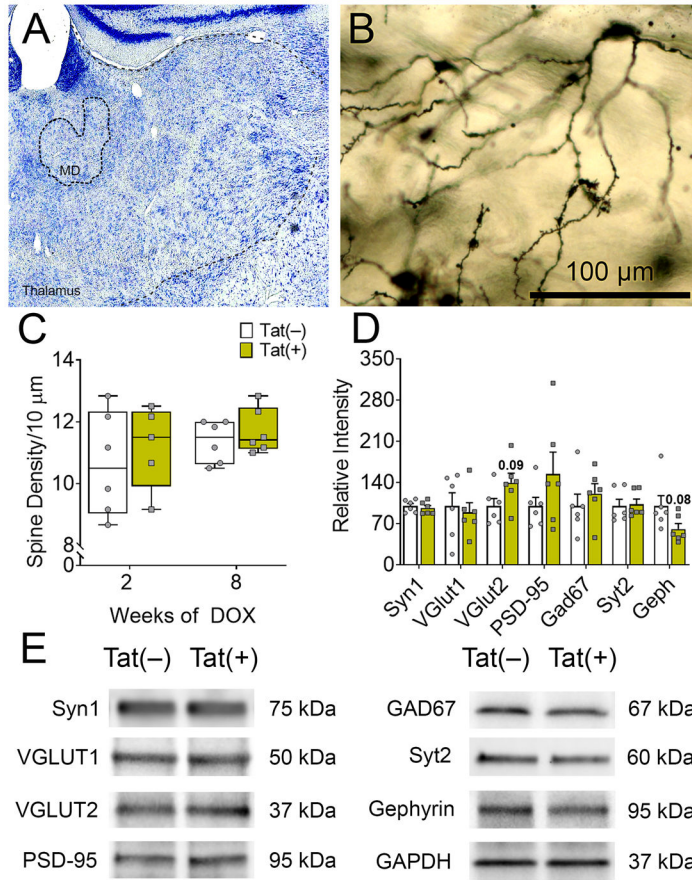 A
MD
Thalamus
B
100 µm
C
Tat(–)
Tat(+)
Spine Density/10 µm
14
12
10
8
0
2
8
Weeks of DOX
D
Relative Intensity
350
280
210
140
70
0
0.09
0.08
Syn1
VGlut1
VGlut2
PSD-95
Gad67
Syt2
Geph
E
Tat(–) Tat(+)
Syn1 75 kDa
VGLUT1 50 kDa
VGLUT2 37 kDa
PSD-95 95 kDa
Tat(–) Tat(+)
GAD67 67 kDa
Syt2 60 kDa
Gephyrin 95 kDa
GAPDH 37 kDa